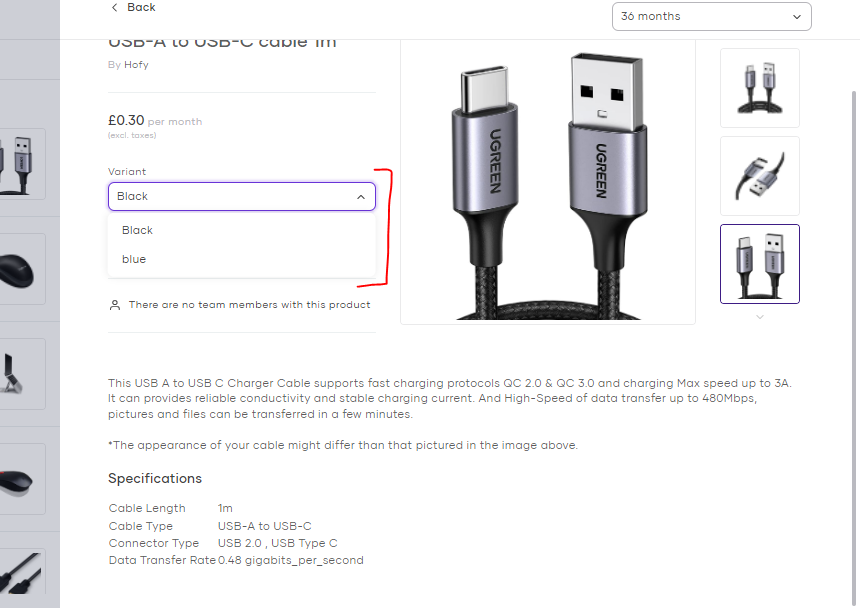 Back
36 months
USB-A to USB-C cable 1m
By Hofy
£0.30 per month
(excl. taxes)
Variant
Black
Black
blue
There are no team members with this product
UGREEN
UGREEN
This USB A to USB C Charger Cable supports fast charging protocols QC 2.0 & QC 3.0 and charging Max speed up to 3A.
It can provides reliable conductivity and stable charging current. And High-Speed of data transfer up to 480Mbps,
pictures and files can be transferred in a few minutes.
*The appearance of your cable might differ than that pictured in the image above.
Specifications
Cable Length 1m
Cable Type USB-A to USB-C
Connector Type USB 2.0 , USB Type C
Data Transfer Rate 0.48 gigabits_per_second